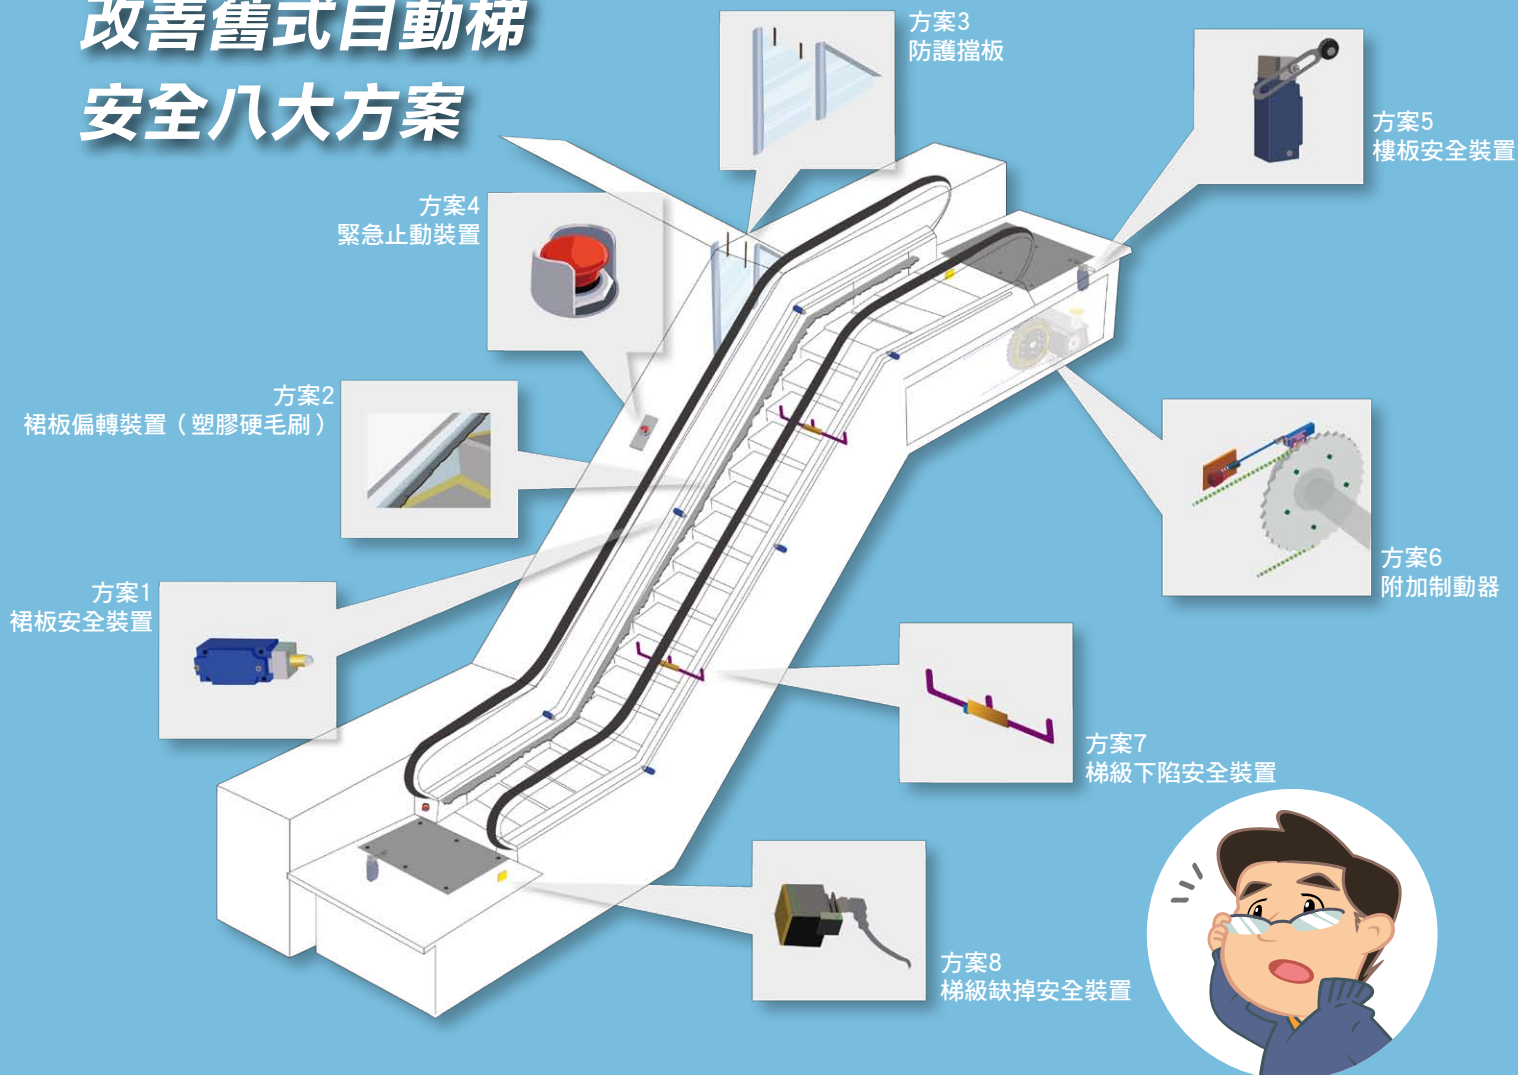 改善舊式自動梯
安全八大方案
方案3
防護擋板
方案5
樓板安全裝置
方案4
緊急止動裝置
方案2
裙板偏轉裝置（塑膠硬毛刷）
方案6
附加制動器
方案1
裙板安全裝置
方案7
梯級下陷安全裝置
方案8
梯級缺掉安全裝置